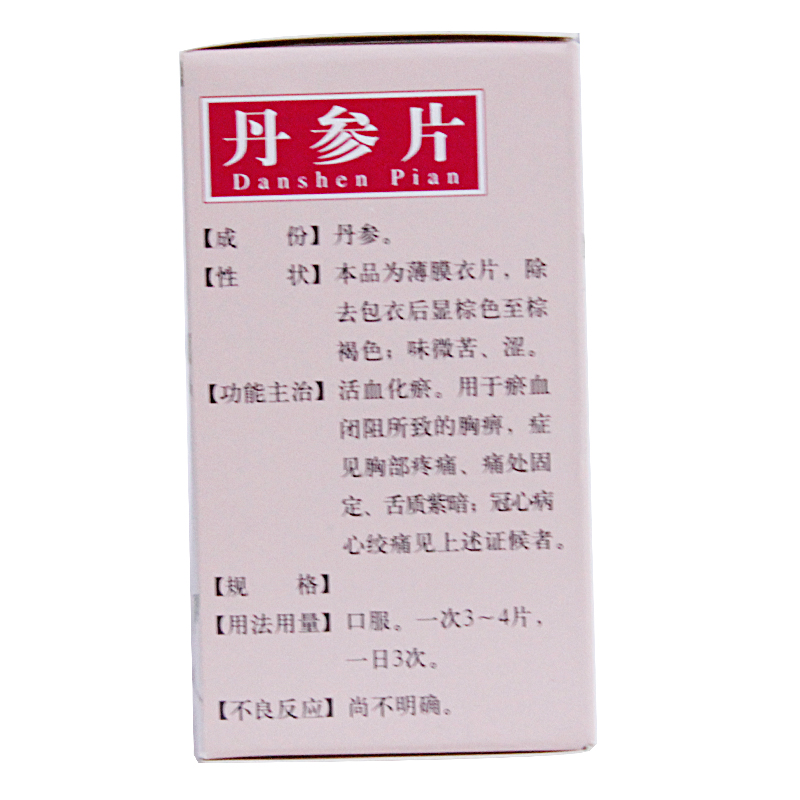 丹参片
Danshen Pian
【成 份】丹参。
【性 状】本品为薄膜衣片，除
去包衣后显棕色至棕
褐色；味微苦、涩。
【功能主治】活血化瘀。用于瘀血
闭阻所致的胸痹，症
见胸部疼痛、痛处固
定、舌质紫暗；冠心病
心绞痛见上述证候者。
【规 格】
【用法用量】口服。一次3～4片，
一日3次。
【不良反应】尚不明确。